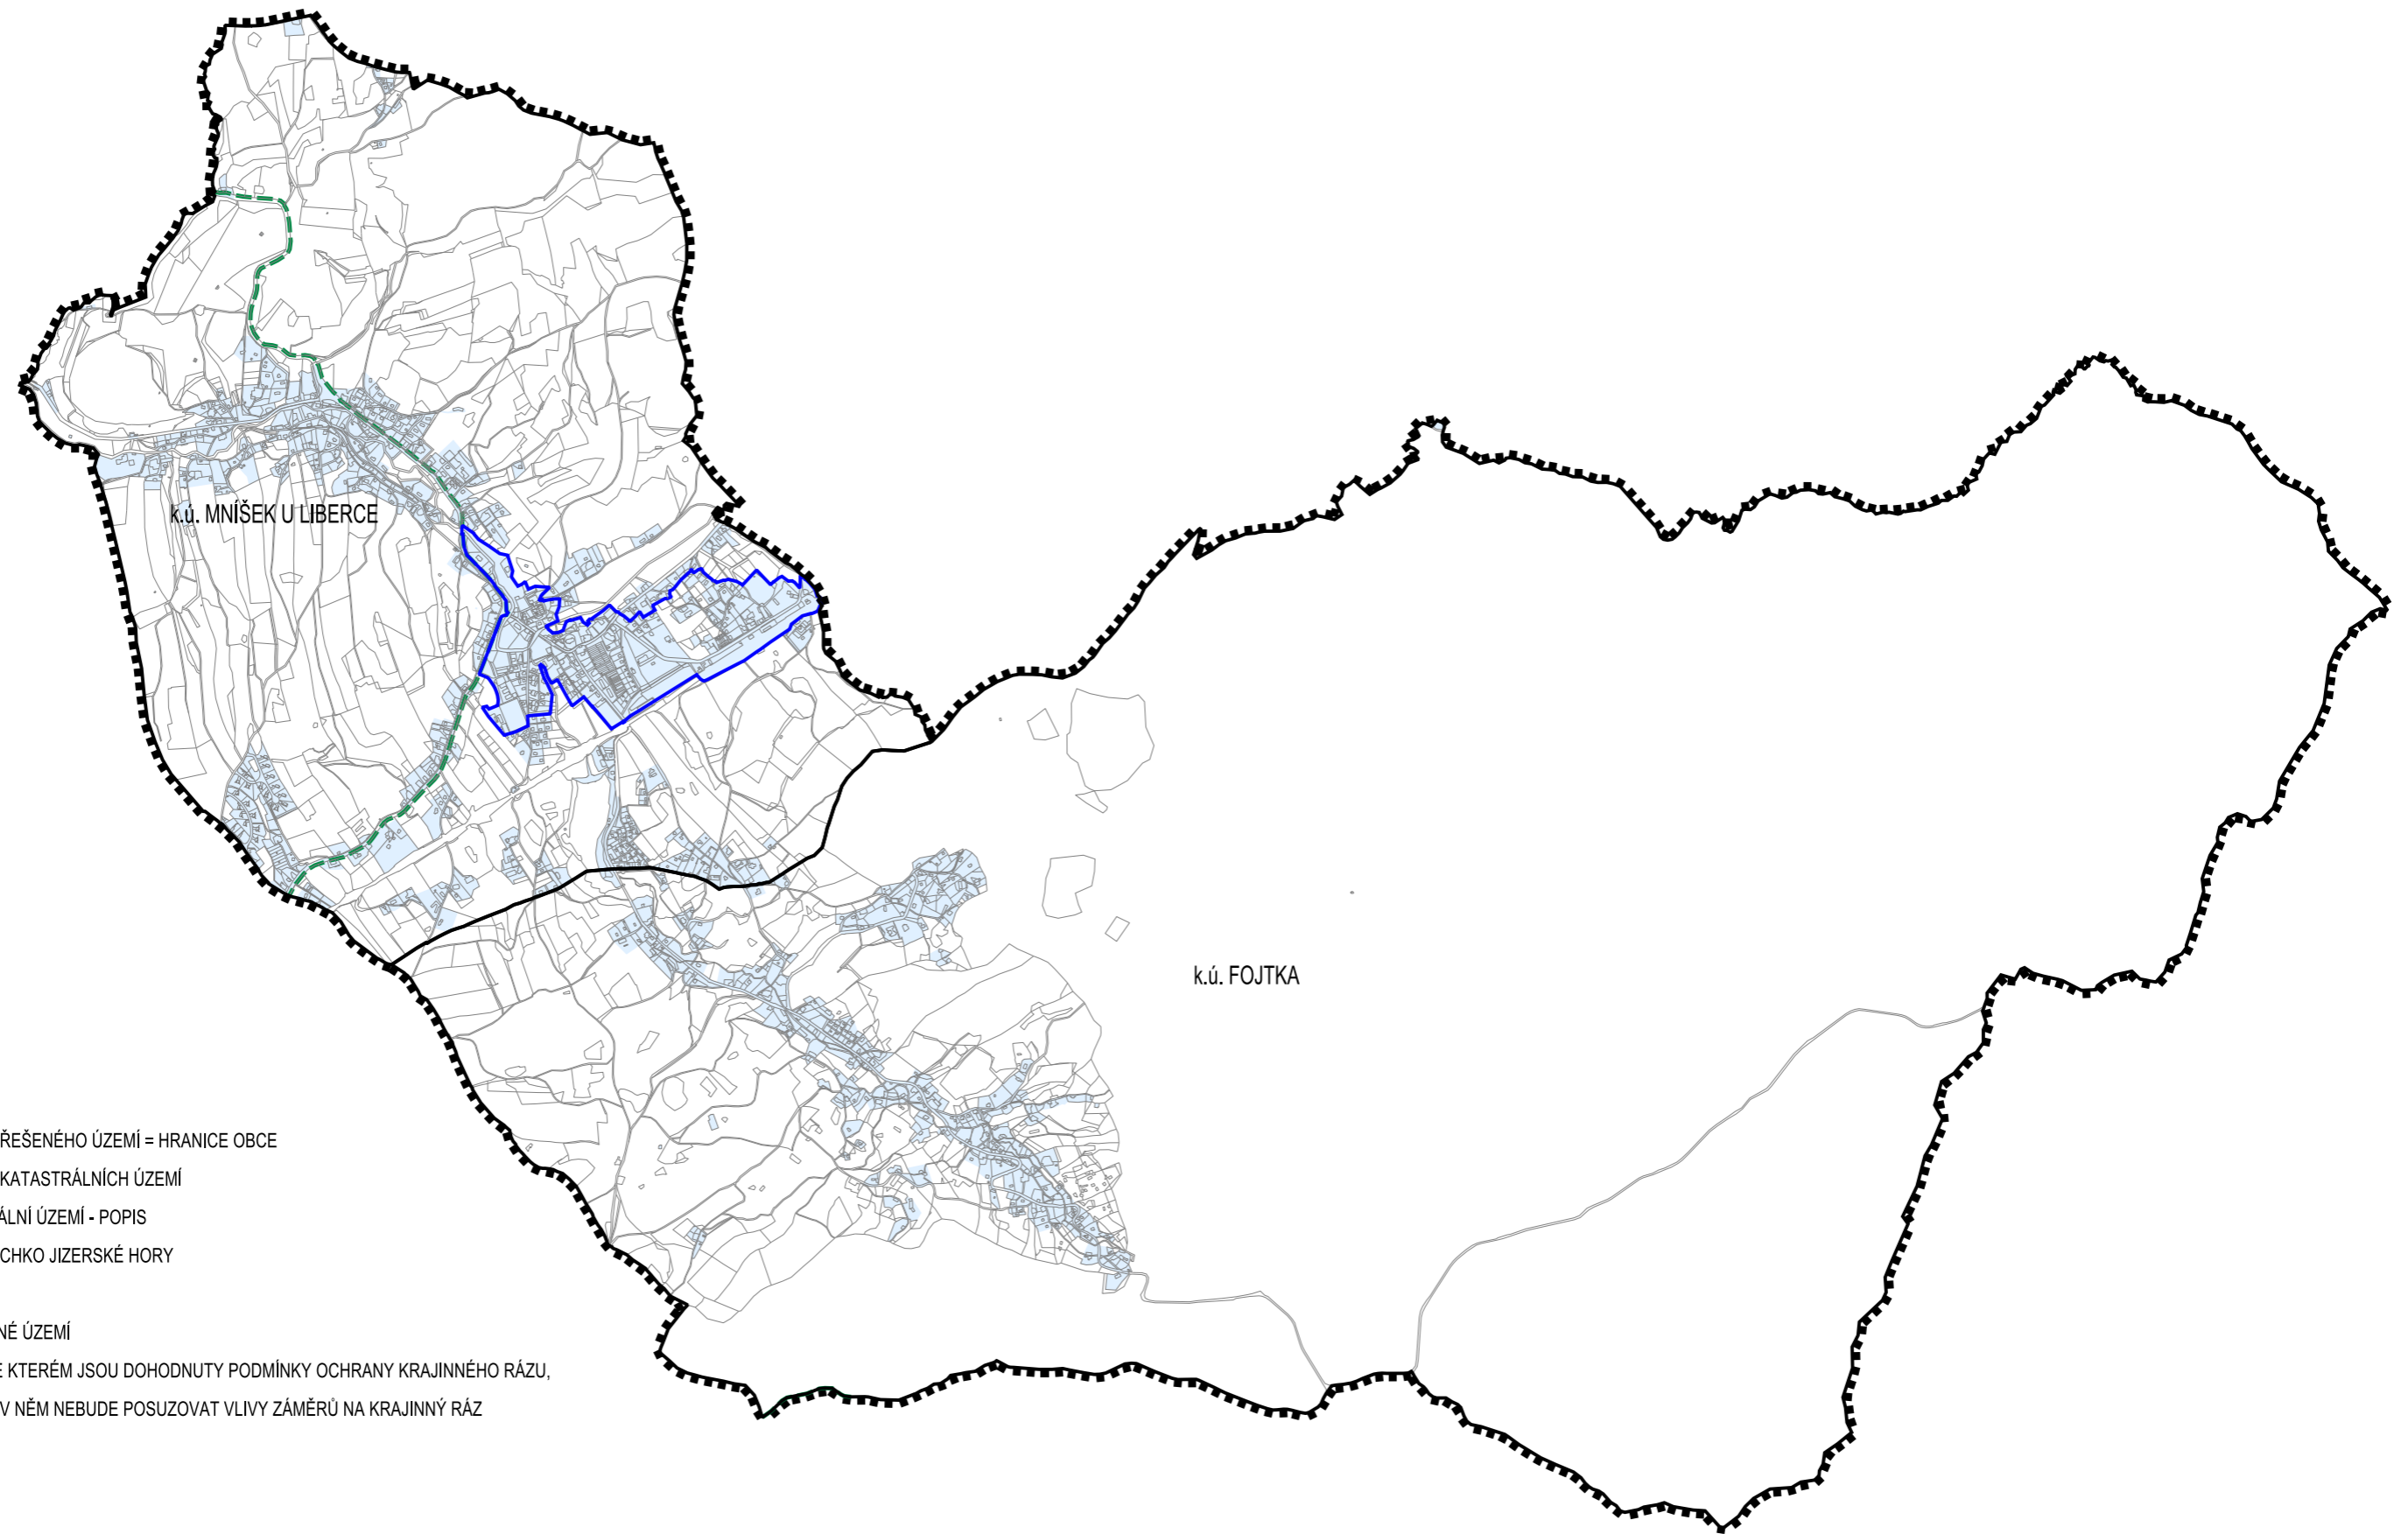 k.ú. MNÍŠEK U LIBERCE
k.ú. FOJTKA
ŘEŠENÉHO ÚZEMÍ = HRANICE OBCE
KATASTRÁLNÍCH ÚZEMÍ
ÁLNÍ ÚZEMÍ - POPIS
CHKO JIZERSKÉ HORY
NÉ ÚZEMÍ
E KTERÉM JSOU DOHODNUTY PODMÍNKY OCHRANY KRAJINNÉHO RÁZU,
V NĚM NEBUDE POSUZOVAT VLIVY ZÁMĚRŮ NA KRAJINNÝ RÁZ